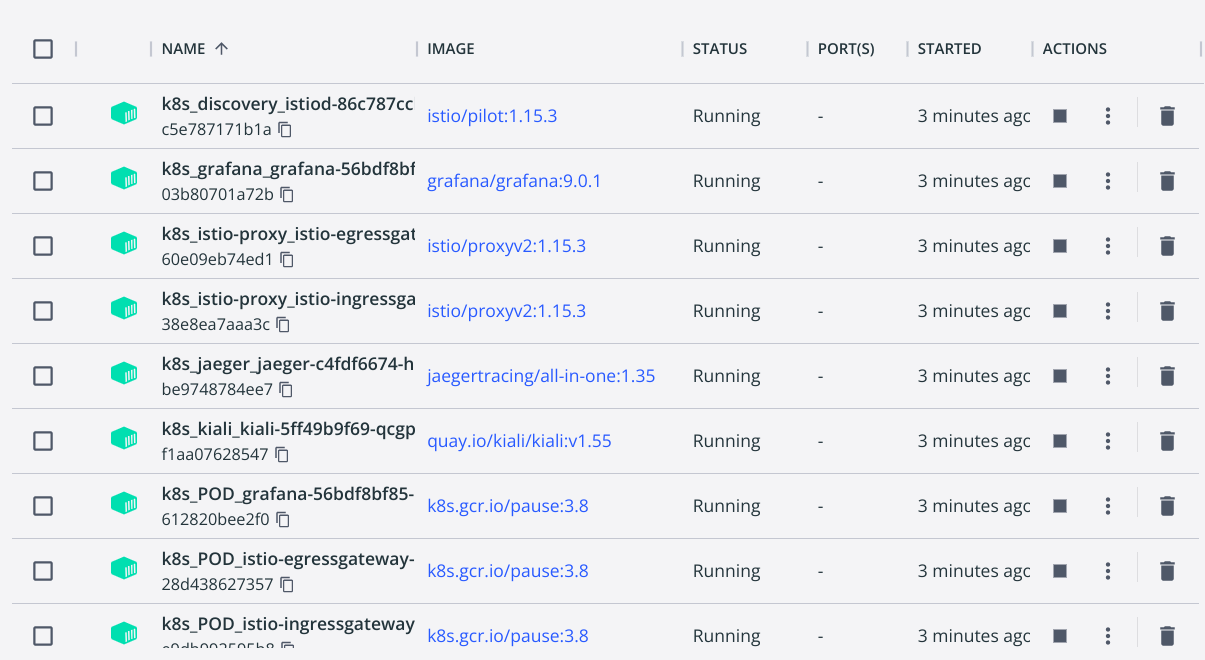 NAME IMAGE STATUS PORT(S) STARTED ACTIONS
k8s_discovery_istiod-86c787cc
c5e787171b1a
istio/pilot:1.15.3 Running - 3 minutes agc
k8s_grafana_grafana-56bdf8bf
03b80701a72b
grafana/grafana:9.0.1 Running - 3 minutes agc
k8s_istio-proxy_istio-egressgat
60e09eb74ed1
istio/proxyv2:1.15.3 Running - 3 minutes agc
k8s_istio-proxy_istio-ingressga
38e8ea7aaa3c
istio/proxyv2:1.15.3 Running - 3 minutes agc
k8s_jaeger_jaeger-c4fdf6674-h
be9748784ee7
jaegertracing/all-in-one:1.35 Running - 3 minutes agc
k8s_kiali_kiali-5ff49b9f69-qcgp
f1aa07628547
quay.io/kiali/kiali:v1.55 Running - 3 minutes agc
k8s_POD_grafana-56bdf8bf85-
612820bee2f0
k8s.gcr.io/pause:3.8 Running - 3 minutes agc
k8s_POD_istio-egressgateway-
28d438627357
k8s.gcr.io/pause:3.8 Running - 3 minutes agc
k8s_POD_istio-ingressgateway
k8s.gcr.io/pause:3.8 Running - 3 minutes agc